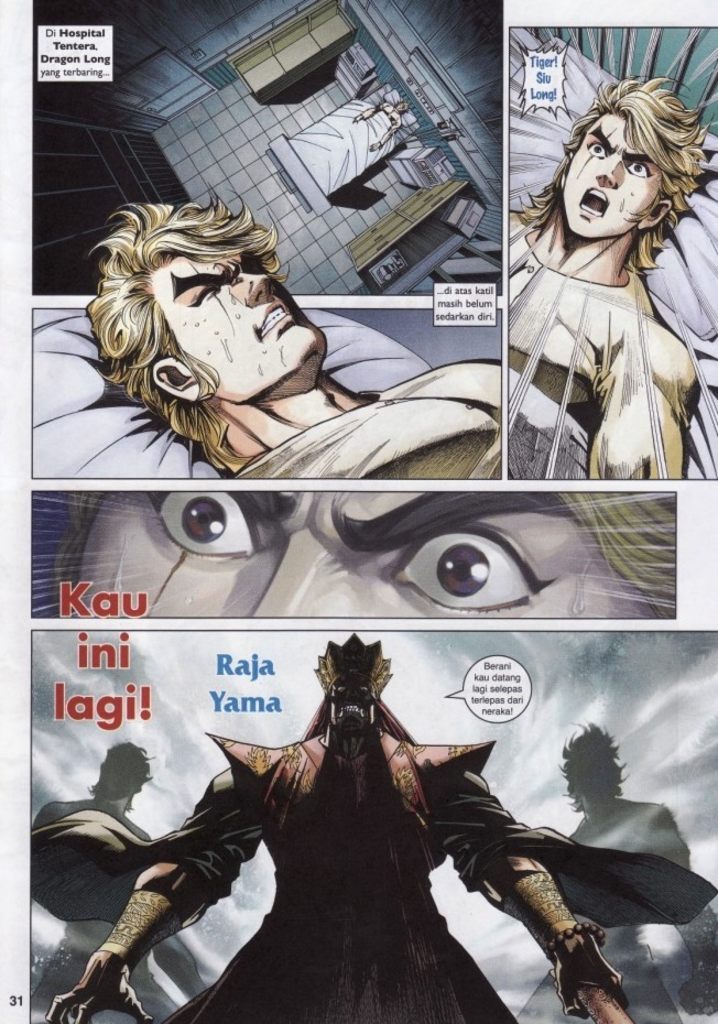 Di Hospital
Tentera,
Dragon Long
yang terbaring...
Tiger!
Siu
Long!
...di atas katil
masih belum
sedarkan diri.
Kau
ini
lagi!
Raja
Yama
Berani
kau datang
lagi selepas
terlepas dari
neraka!
31